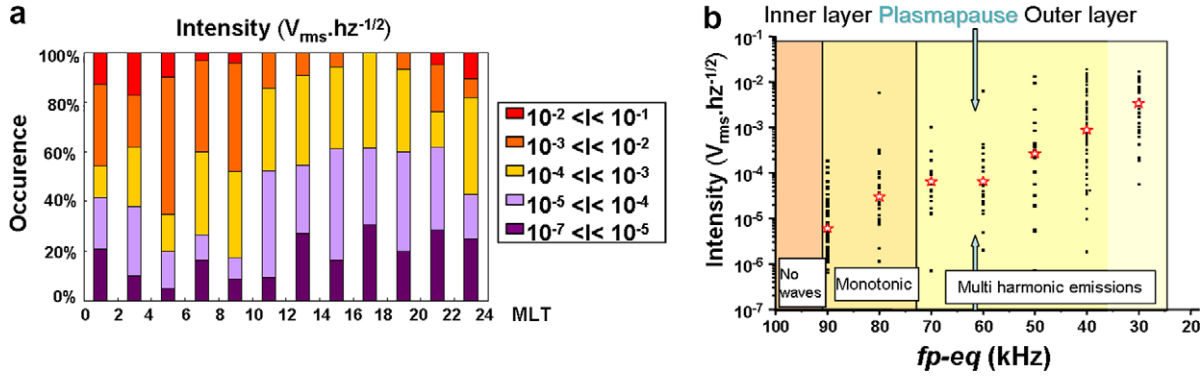 a
Intensity (Vrms.hz-1/2)
Occurence
100%
80%
60%
40%
20%
0%
0 2 4 6 8 10 12 14 16 18 20 22 24 MLT
10-2 <I< 10-1
10-3 <I< 10-2
10-4 <I< 10-3
10-5 <I< 10-4
10-7 <I< 10-5
b
Inner layer Plasmapause Outer layer
Intensity (Vrms.hz-1/2)
10-1
10-2
10-3
10-4
10-5
10-6
10-7
No waves
Monotonic
Multi harmonic emissions
100 90 80 70 60 50 40 30 20
fp-eq (kHz)